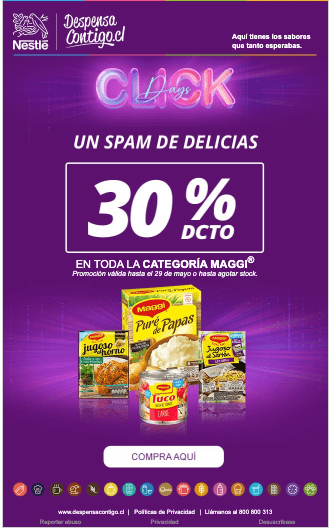 Nestlé
Despensa
Contigo.cl
Aquí tienes los sabores
que tanto esperabas.
CLICK
Days
UN SPAM DE DELICIAS
30%
DCTO
EN TODA LA CATEGORÍA MAGGI®
Promoción válida hasta el 29 de mayo o hasta agotar stock.
Maggi
Puré de Papas
Maggi
jugoso al horno
Maggi
Jugoso al Sartén
Maggi
Tuco
CARNE
COMPRA AQUÍ
www.despensacontigo.cl | Políticas de Privacidad | Llámanos al 800 800 313
Reportar abuso Privacidad Desuscribirse